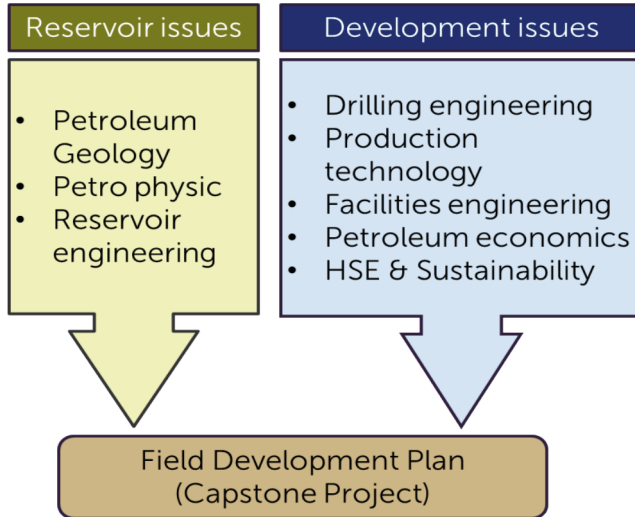 Reservoir issues
• Petroleum
Geology
• Petro physic
• Reservoir
engineering
Development issues
• Drilling engineering
• Production
technology
• Facilities engineering
• Petroleum economics
• HSE & Sustainability
Field Development Plan
(Capstone Project)